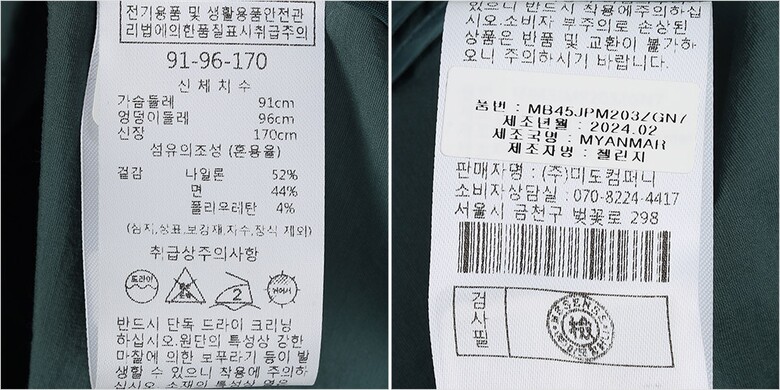 전기용품 및 생활용품안전관
리법에의한품질표시취급주의
91-96-170
신 체 치 수
가슴둘레 91cm
엉덩이둘레 96cm
신장 170cm
섬유의조성 (혼용율)
겉감 나일론 52%
면 44%
폴리우레탄 4%
(심지,상표,보강재,자수,장식 제외)
취급상주의사항
드라이
2
반드시 단독 드라이 크리닝
하십시오.원단의 특성상 강한
마찰에 의한 보푸라기 등이 발
생할 수 있으니 착용에 주의하
십시오.
있으니 반드시 착용에주의하십
시오.소비자 부주의로 손상된
상품은 반품 및 교환이 불가하
오니 주의하시기 바랍니다.
품번 : MB45JPM203ZGN7
제조년월 : 2024.02
제조국명 : MYANMAR
제조자명 : 젤린지
판매자명 : (주)미도컴퍼니
소비자상담실 : 070-8224-4417
서울시 금천구 벚꽃로 298
검사필